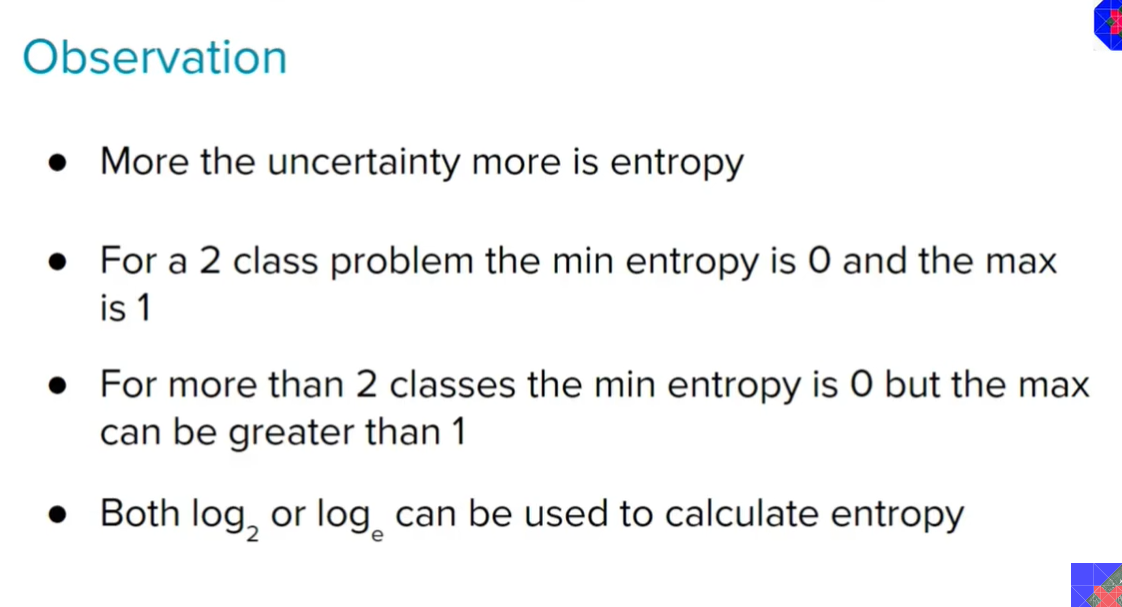 Observation
● More the uncertainty more is entropy
● For a 2 class problem the min entropy is 0 and the max
is 1
● For more than 2 classes the min entropy is 0 but the max
can be greater than 1
● Both log₂ or logₑ can be used to calculate entropy